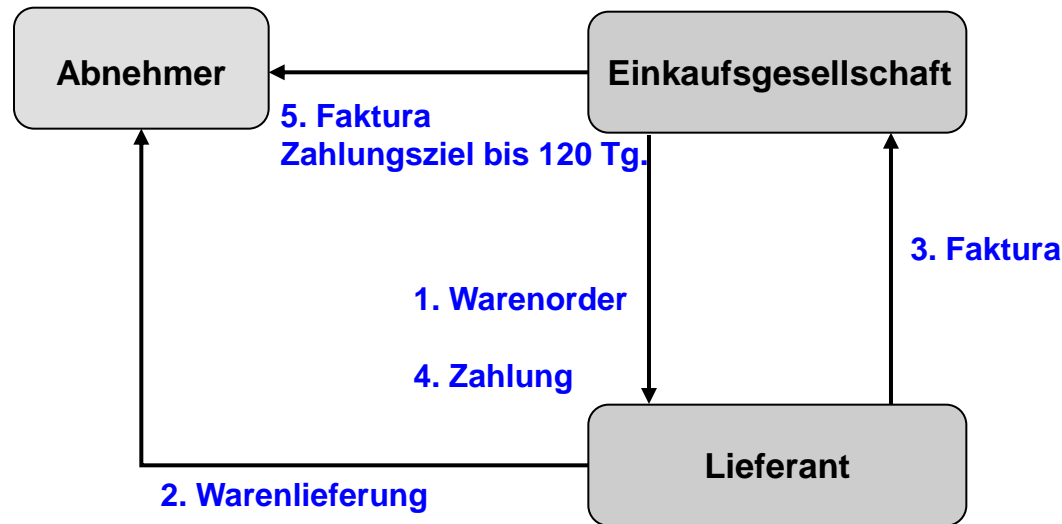 Abnehmer
Einkaufsgesellschaft
5. Faktura
Zahlungsziel bis 120 Tg.
3. Faktura
1. Warenorder
4. Zahlung
Lieferant
2. Warenlieferung